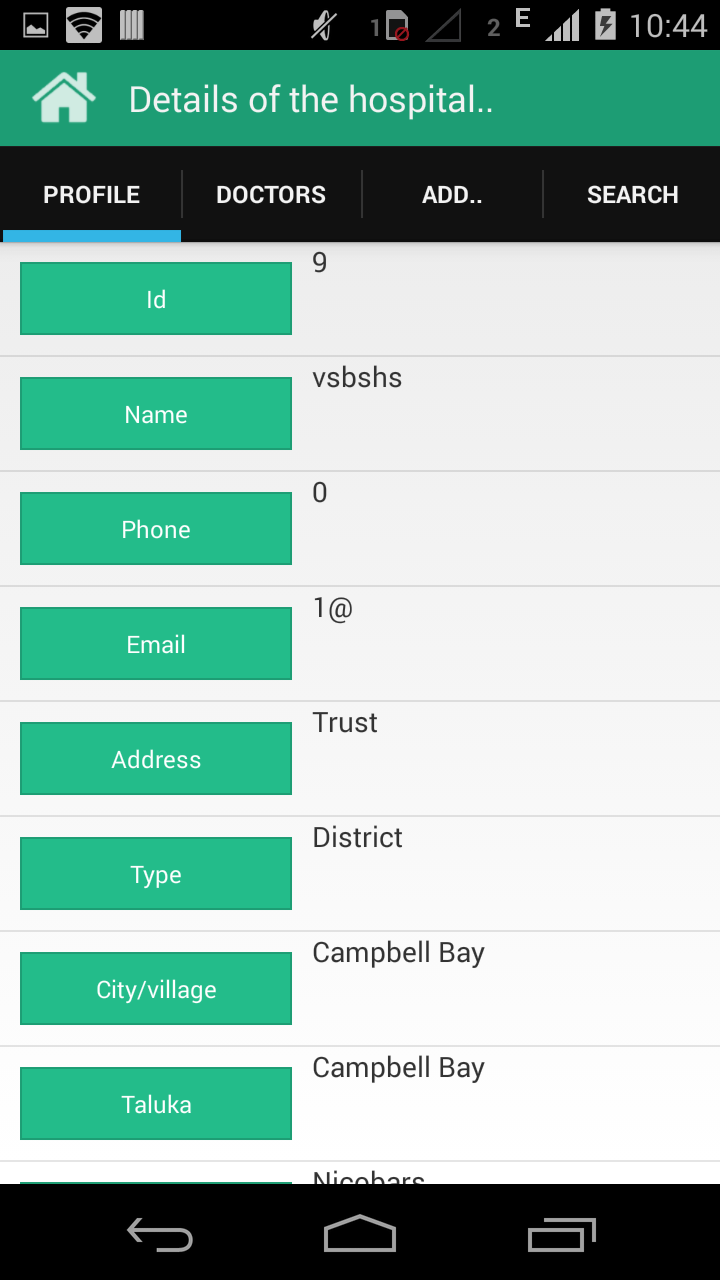 1 2 E 10:44
Details of the hospital..
PROFILE DOCTORS ADD.. SEARCH
Id 9
Name vsbshs
Phone 0
Email 1@
Address Trust
Type District
City/village Campbell Bay
Taluka Campbell Bay
Nicobars